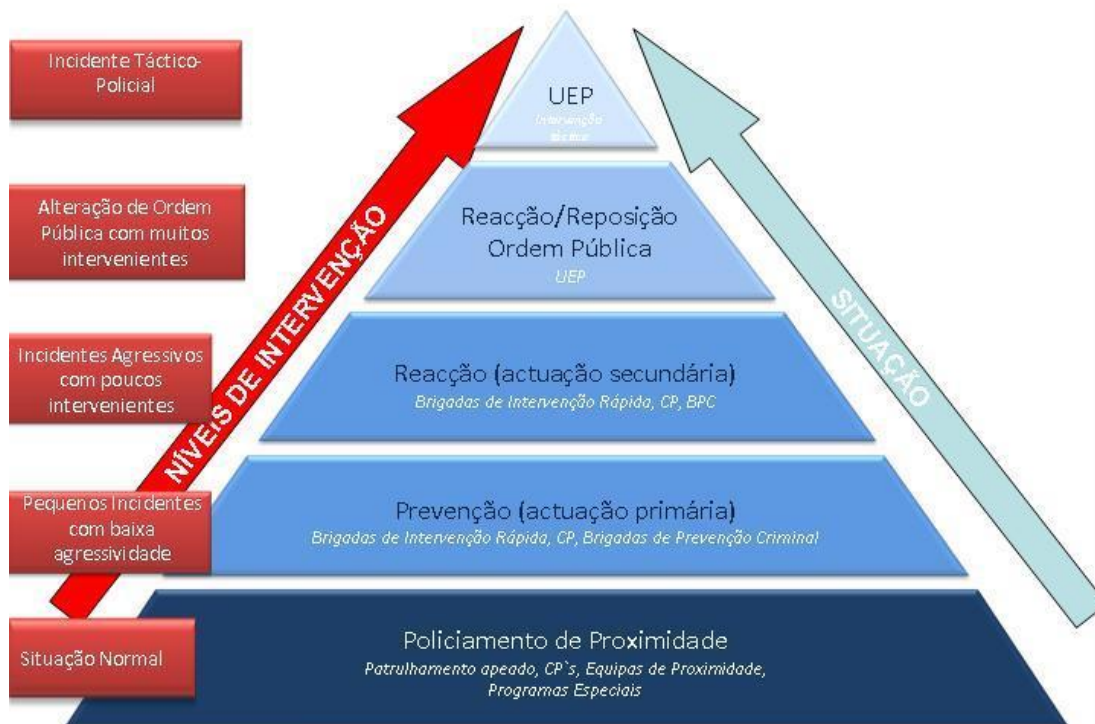 Incidente Táctico-
Policial
UEP
Intervenção
táctica
Alteração de Ordem
Pública com muitos
intervenientes
Reacção/Reposição
Ordem Pública
UEP
Incidentes Agressivos
com poucos
intervenientes
Reacção (actuação secundária)
Brigadas de Intervenção Rápida, CP, BPC
Pequenos Incidentes
com baixa
agressividade
Prevenção (actuação primária)
Brigadas de Intervenção Rápida, CP, Brigadas de Prevenção Criminal
Situação Normal
Policiamento de Proximidade
Patrulhamento apeado, CP`s, Equipas de Proximidade,
Programas Especiais
NÍVEIS DE INTERVENÇÃO
SITUAÇÃO